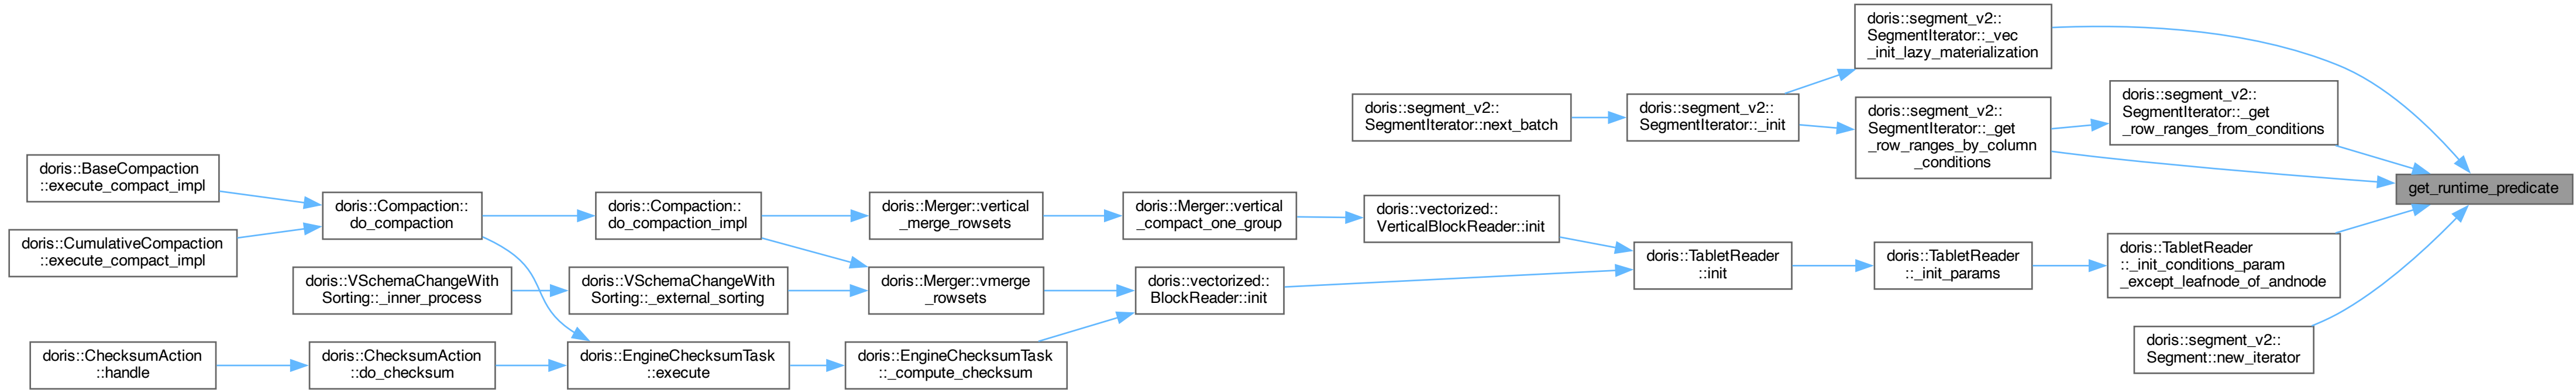 doris::BaseCompaction
::execute_compact_impl
doris::CumulativeCompaction
::execute_compact_impl
doris::ChecksumAction
::handle
doris::Compaction::
do_compaction
doris::VSchemaChangeWith
Sorting::_inner_process
doris::ChecksumAction
::do_checksum
doris::Compaction::
do_compaction_impl
doris::VSchemaChangeWith
Sorting::_external_sorting
doris::EngineChecksumTask
::execute
doris::Merger::vertical
_merge_rowsets
doris::Merger::vmerge
_rowsets
doris::EngineChecksumTask
::_compute_checksum
doris::Merger::vertical
_compact_one_group
doris::vectorized::
BlockReader::init
doris::segment_v2::
SegmentIterator::next_batch
doris::vectorized::
VerticalBlockReader::init
doris::segment_v2::
SegmentIterator::_init
doris::TabletReader
::init
doris::segment_v2::
SegmentIterator::_vec
_init_lazy_materialization
doris::segment_v2::
SegmentIterator::_get
_row_ranges_by_column
_conditions
doris::TabletReader
::_init_params
doris::segment_v2::
SegmentIterator::_get
_row_ranges_from_conditions
doris::TabletReader
::_init_conditions_param
_except_leafnode_of_andnode
doris::segment_v2::
Segment::new_iterator
get_runtime_predicate